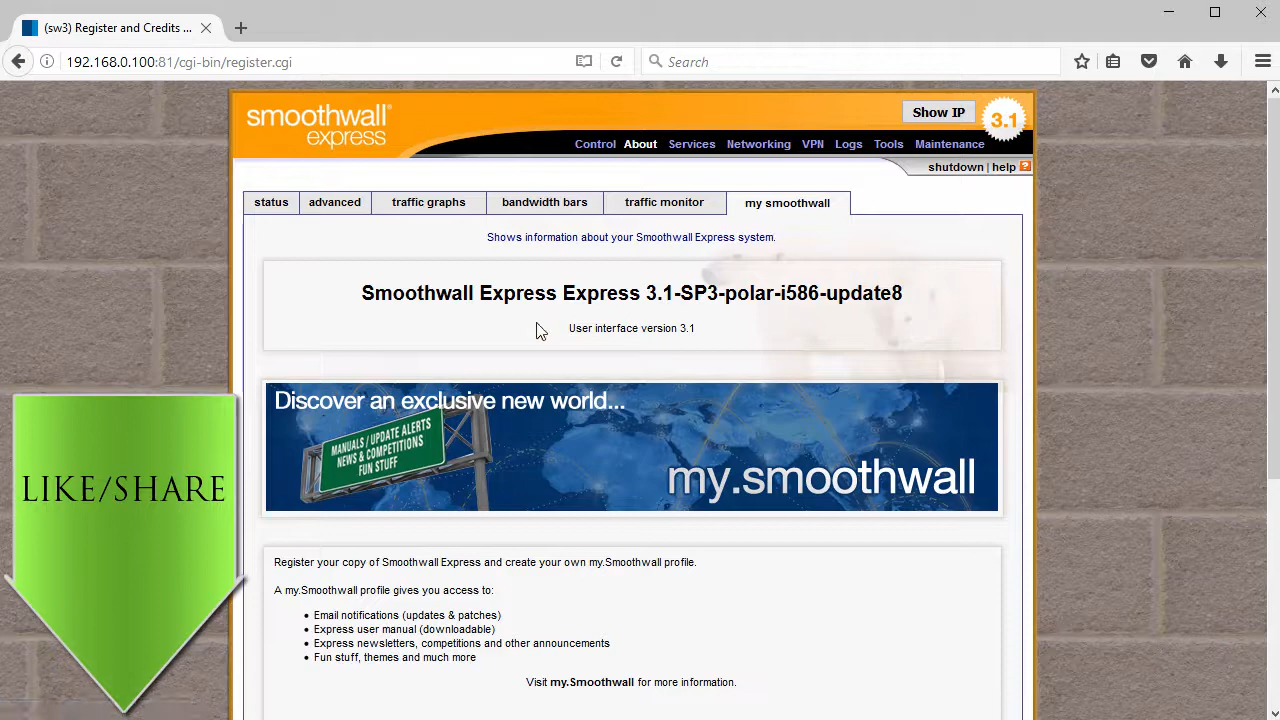 (sw3) Register and Credits ...
192.168.0.100:81/cgi-bin/register.cgi
Search
smoothwall
express
Show IP
3.1
Control About Services Networking VPN Logs Tools Maintenance
shutdown | help ?
status advanced traffic graphs bandwidth bars traffic monitor my smoothwall
Shows information about your Smoothwall Express system.
Smoothwall Express Express 3.1-SP3-polar-i586-update8
User interface version 3.1
Discover an exclusive new world...
MANUALS / UPDATE ALERTS
NEWS & COMPETITIONS
FUN STUFF
my.smoothwall
LIKE/SHARE
Register your copy of Smoothwall Express and create your own my.Smoothwall profile.
A my.Smoothwall profile gives you access to:
• Email notifications (updates & patches)
• Express user manual (downloadable)
• Express newsletters, competitions and other announcements
• Fun stuff, themes and much more
Visit my.Smoothwall for more information.